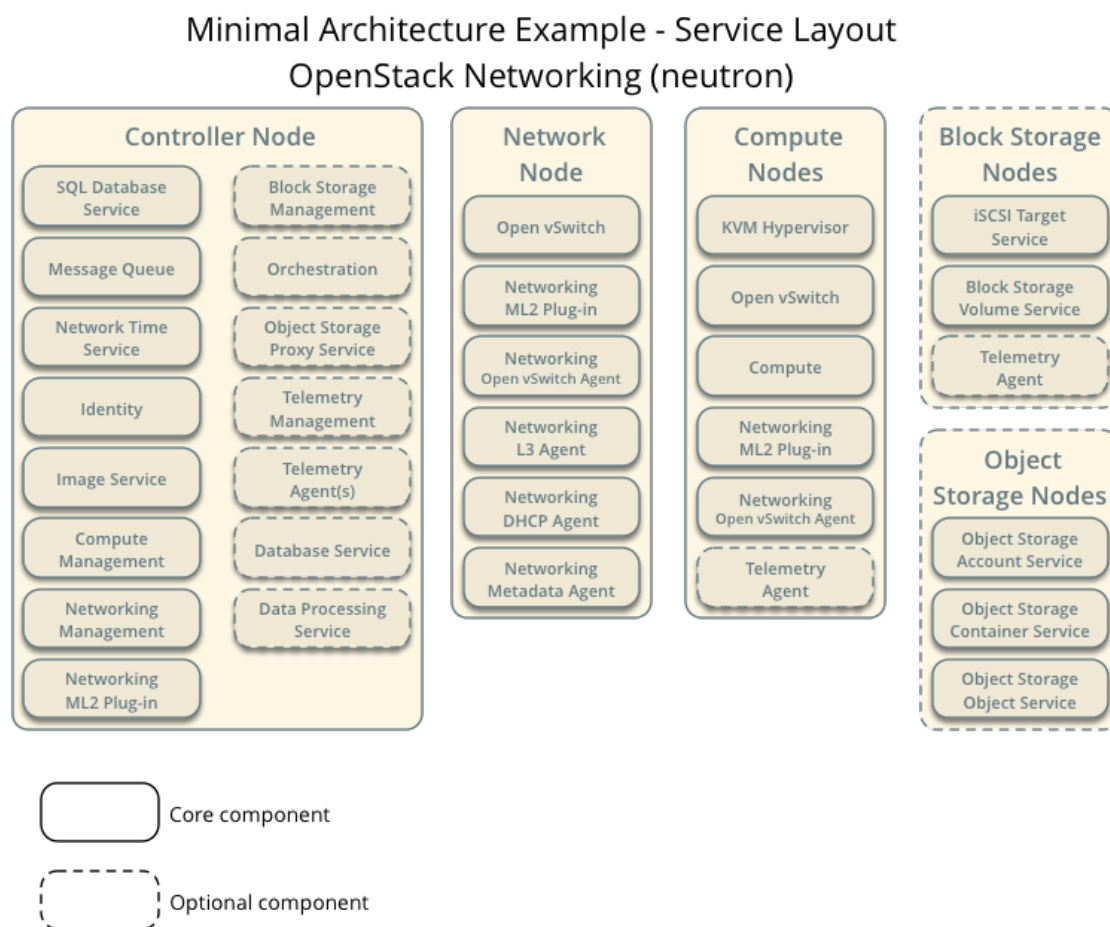 Minimal Architecture Example - Service Layout
OpenStack Networking (neutron)
Controller Node
SQL Database
Service
Message Queue
Network Time
Service
Identity
Image Service
Compute
Management
Networking
Management
Networking
ML2 Plug-in
Block Storage
Management
Orchestration
Object Storage
Proxy Service
Telemetry
Management
Telemetry
Agent(s)
Database Service
Data Processing
Service
Network
Node
Open vSwitch
Networking
ML2 Plug-in
Networking
Open vSwitch Agent
Networking
L3 Agent
Networking
DHCP Agent
Networking
Metadata Agent
Compute
Nodes
KVM Hypervisor
Open vSwitch
Compute
Networking
ML2 Plug-in
Networking
Open vSwitch Agent
Telemetry
Agent
Block Storage
Nodes
iSCSI Target
Service
Block Storage
Volume Service
Telemetry
Agent
Object
Storage Nodes
Object Storage
Account Service
Object Storage
Container Service
Object Storage
Object Service
Core component
Optional component